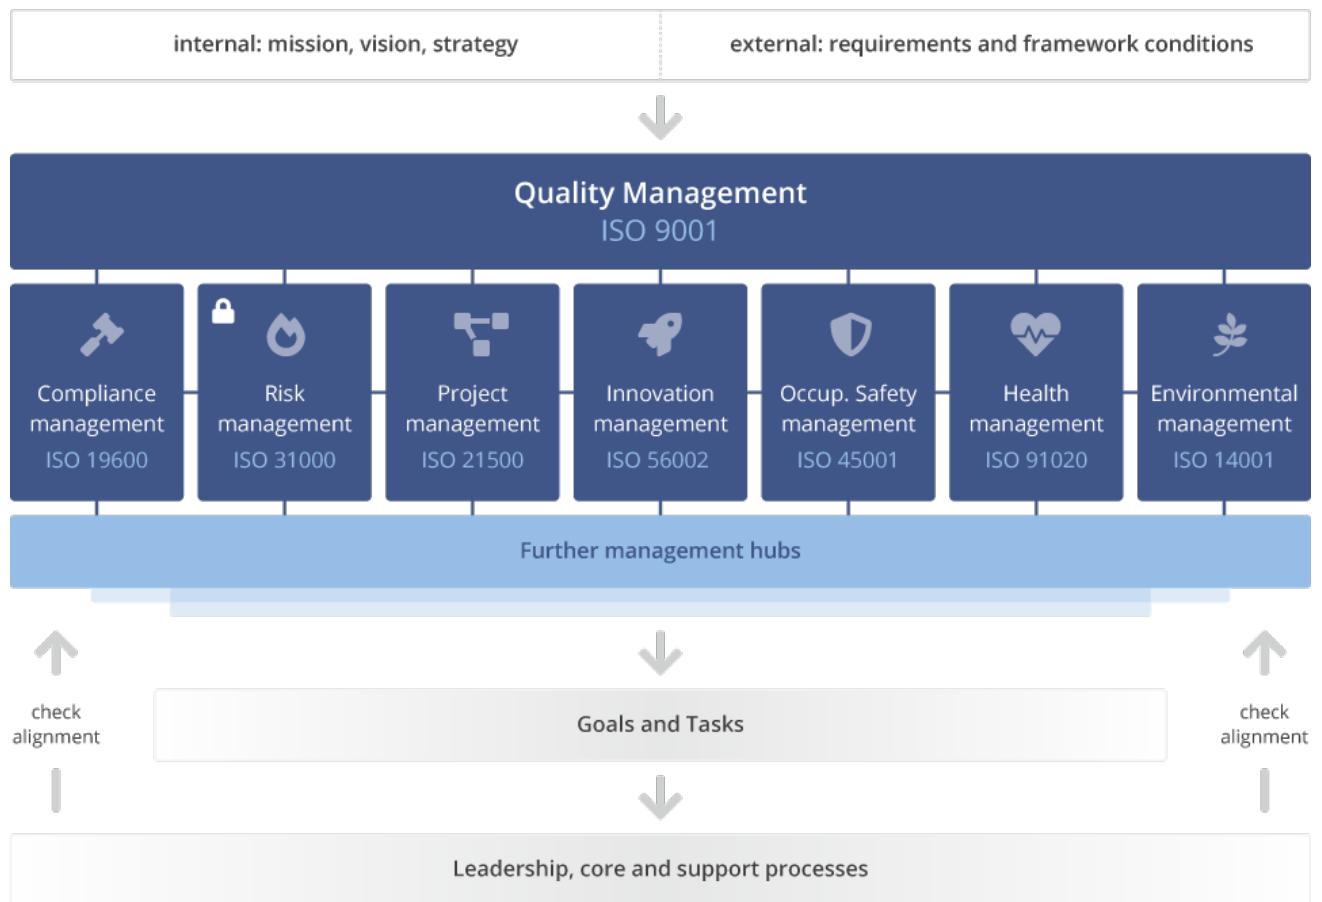 internal: mission, vision, strategy
external: requirements and framework conditions
Quality Management
ISO 9001
Compliance
management
ISO 19600
Risk
management
ISO 31000
Project
management
ISO 21500
Innovation
management
ISO 56002
Occup. Safety
management
ISO 45001
Health
management
ISO 91020
Environmental
management
ISO 14001
Further management hubs
check
alignment
Goals and Tasks
check
alignment
Leadership, core and support processes